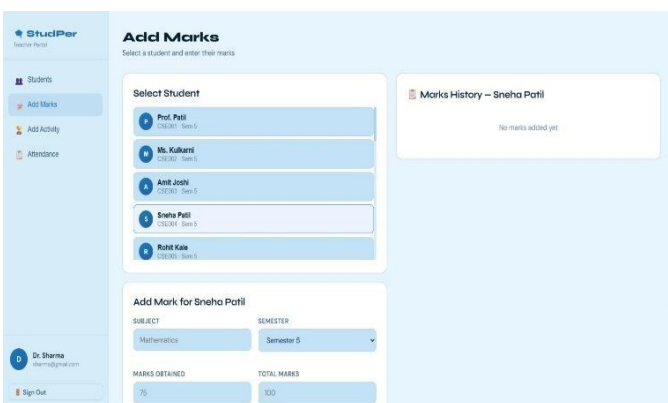 StudPer
Teacher Portal
Students
Add Marks
Add Activity
Attendance
D
Dr. Sharma
sharma@gmail.com
Sign Out
Add Marks
Select a student and enter their marks
Select Student
P
Prof. Patil
CSE001 · Sem 5
M
Ms. Kulkarni
CSE002 · Sem 5
A
Amit Joshi
CSE003 · Sem 5
S
Sneha Patil
CSE004 · Sem 5
R
Rohit Kale
CSE005 · Sem 5
Add Mark for Sneha Patil
SUBJECT
SEMESTER
Mathematics
Semester 5
MARKS OBTAINED
TOTAL MARKS
75
100
Marks History – Sneha Patil
No marks added yet